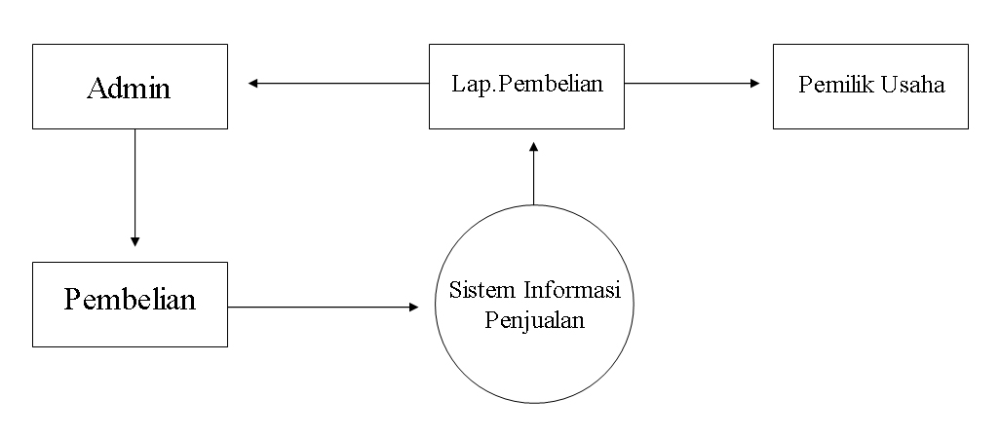 Admin
Lap.Pembelian
Pemilik Usaha
Pembelian
Sistem Informasi
Penjualan